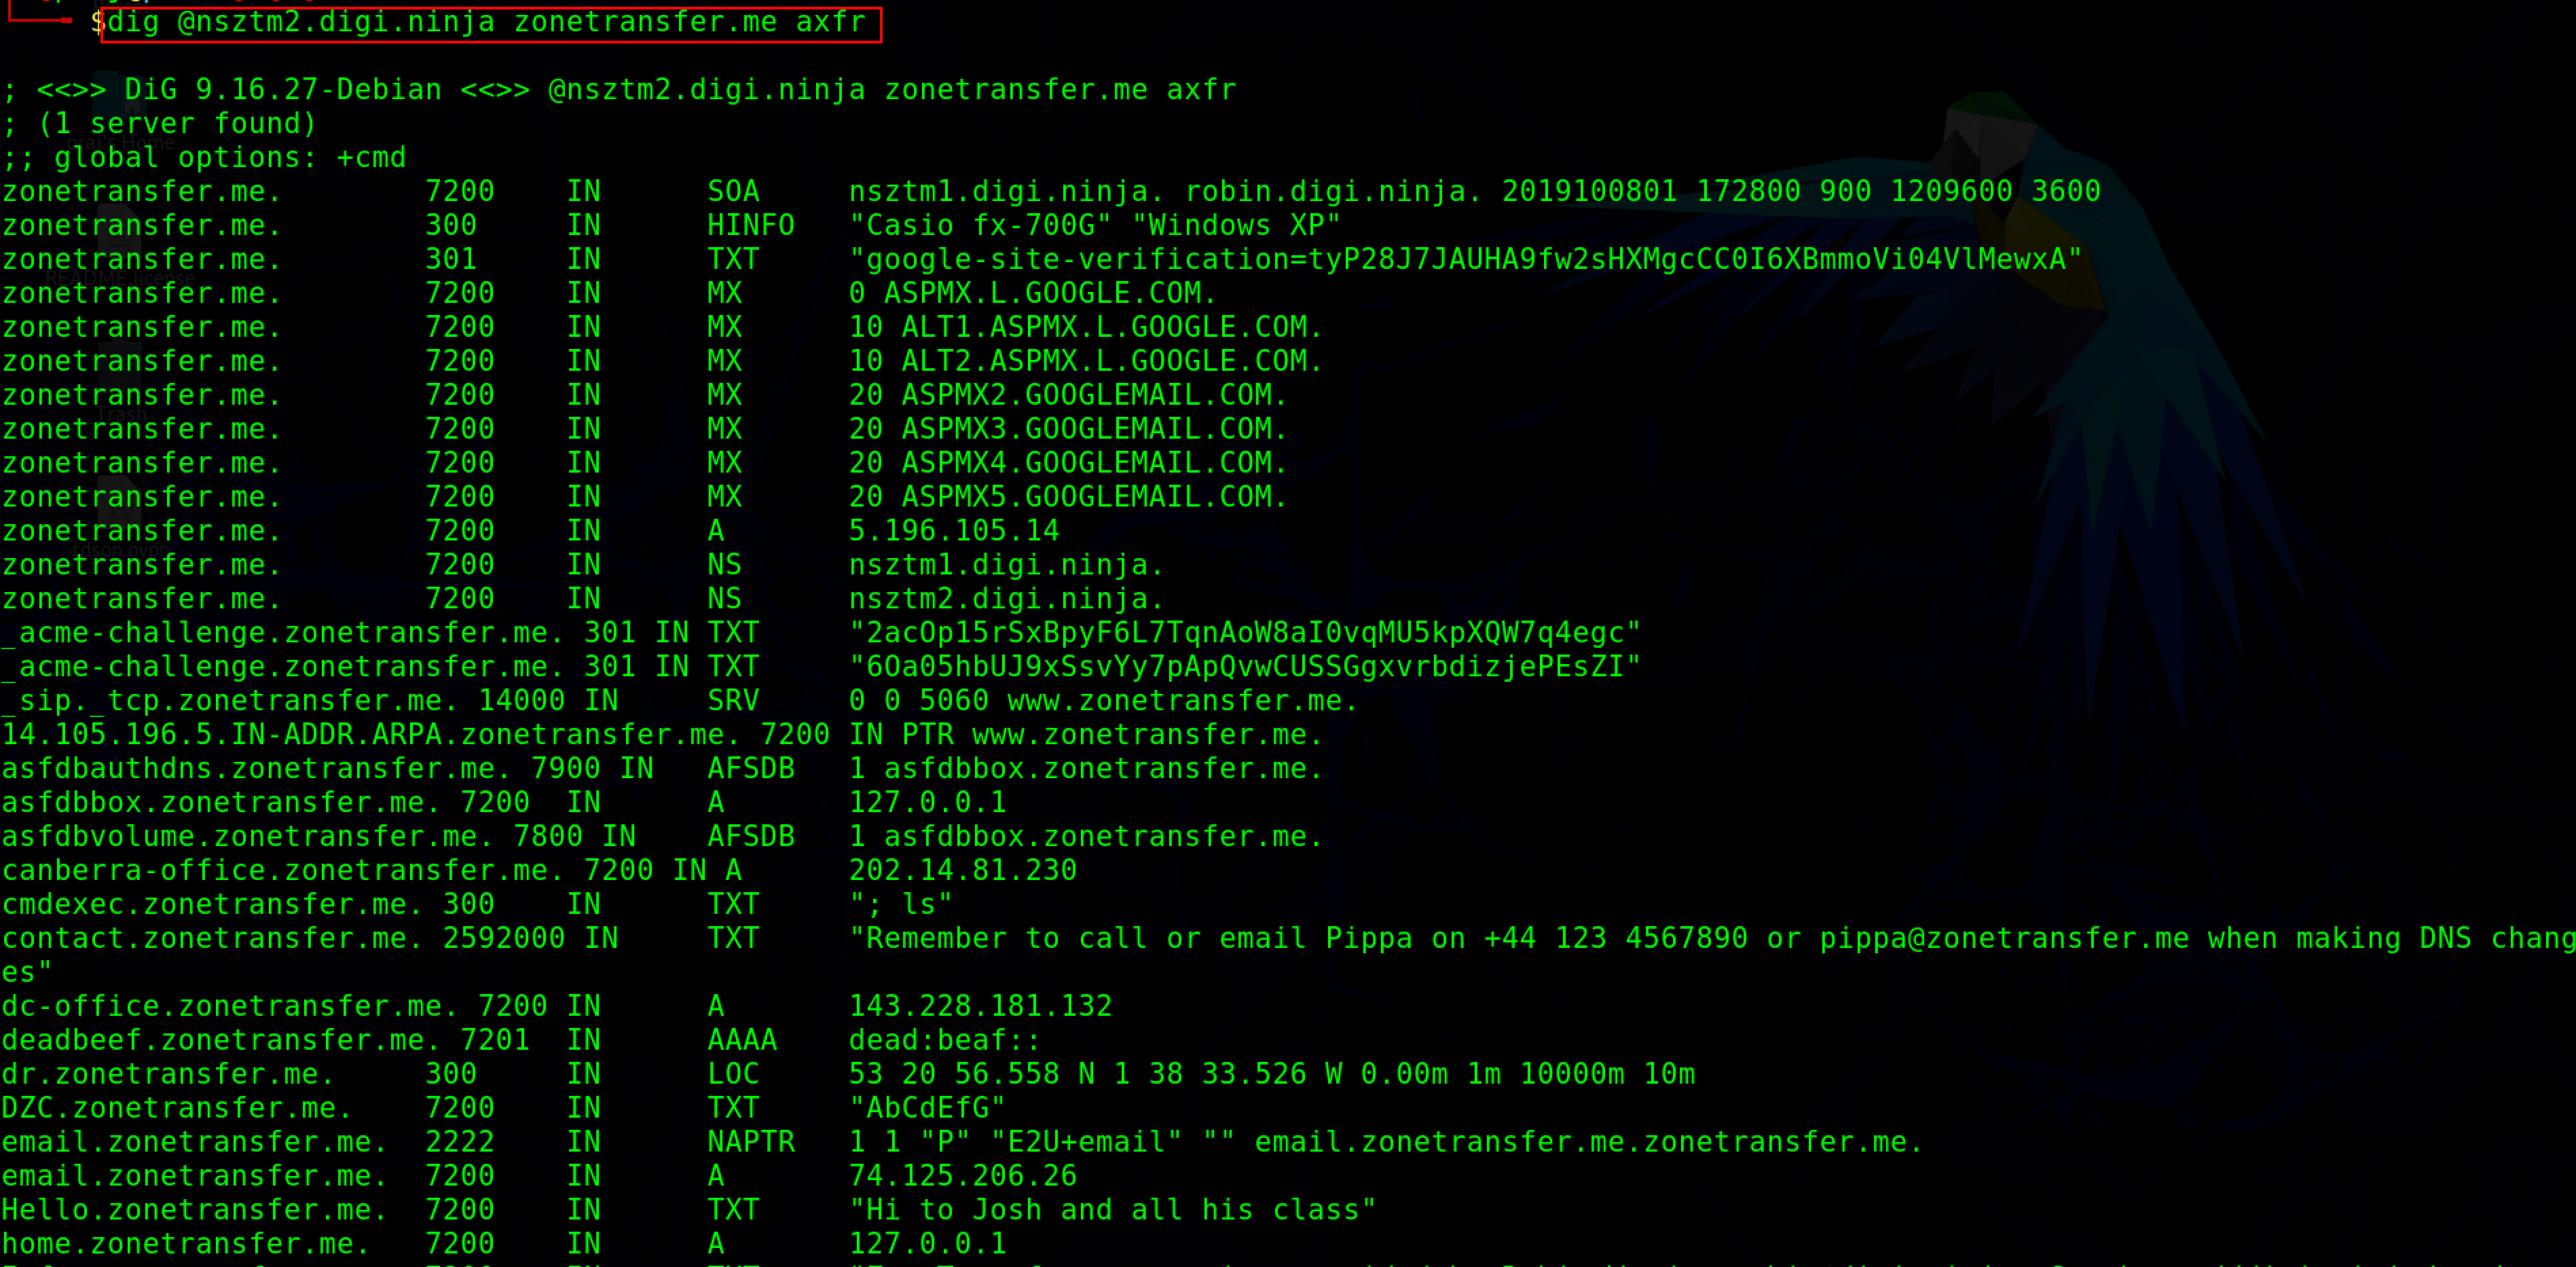 $dig @nsztm2.digi.ninja zonetransfer.me axfr
; <<>> DiG 9.16.27-Debian <<>> @nsztm2.digi.ninja zonetransfer.me axfr
; (1 server found)
;; global options: +cmd
zonetransfer.me. 7200 IN SOA nsztm1.digi.ninja. robin.digi.ninja. 2019100801 172800 900 1209600 3600
zonetransfer.me. 300 IN HINFO "Casio fx-700G" "Windows XP"
zonetransfer.me. 301 IN TXT "google-site-verification=tyP28J7JAUHA9fw2sHXMgcCC0I6XBmmoVi04VlMewxA"
zonetransfer.me. 7200 IN MX 0 ASPMX.L.GOOGLE.COM.
zonetransfer.me. 7200 IN MX 10 ALT1.ASPMX.L.GOOGLE.COM.
zonetransfer.me. 7200 IN MX 10 ALT2.ASPMX.L.GOOGLE.COM.
zonetransfer.me. 7200 IN MX 20 ASPMX2.GOOGLEMAIL.COM.
zonetransfer.me. 7200 IN MX 20 ASPMX3.GOOGLEMAIL.COM.
zonetransfer.me. 7200 IN MX 20 ASPMX4.GOOGLEMAIL.COM.
zonetransfer.me. 7200 IN MX 20 ASPMX5.GOOGLEMAIL.COM.
zonetransfer.me. 7200 IN A 5.196.105.14
zonetransfer.me. 7200 IN NS nsztm1.digi.ninja.
zonetransfer.me. 7200 IN NS nsztm2.digi.ninja.
_acme-challenge.zonetransfer.me. 301 IN TXT "2acOp15rSxBpyF6L7TqnAoW8aI0vqMU5kpXQW7q4egc"
_acme-challenge.zonetransfer.me. 301 IN TXT "6Oa05hbUJ9xSsvYy7pApQvwCUSSGgxvrbdizjePEsZI"
_sip._tcp.zonetransfer.me. 14000 IN SRV 0 0 5060 www.zonetransfer.me.
14.105.196.5.IN-ADDR.ARPA.zonetransfer.me. 7200 IN PTR www.zonetransfer.me.
asfdbauthdns.zonetransfer.me. 7900 IN AFSDB 1 asfdbbox.zonetransfer.me.
asfdbbox.zonetransfer.me. 7200 IN A 127.0.0.1
asfdbvolume.zonetransfer.me. 7800 IN AFSDB 1 asfdbbox.zonetransfer.me.
canberra-office.zonetransfer.me. 7200 IN A 202.14.81.230
cmdexec.zonetransfer.me. 300 IN TXT "; ls"
contact.zonetransfer.me. 2592000 IN TXT "Remember to call or email Pippa on +44 123 4567890 or pippa@zonetransfer.me when making DNS chang
es"
dc-office.zonetransfer.me. 7200 IN A 143.228.181.132
deadbeef.zonetransfer.me. 7201 IN AAAA dead:beaf::
dr.zonetransfer.me. 300 IN LOC 53 20 56.558 N 1 38 33.526 W 0.00m 1m 10000m 10m
DZC.zonetransfer.me. 7200 IN TXT "AbCdEfG"
email.zonetransfer.me. 2222 IN NAPTR 1 1 "P" "E2U+email" "" email.zonetransfer.me.zonetransfer.me.
email.zonetransfer.me. 7200 IN A 74.125.206.26
Hello.zonetransfer.me. 7200 IN TXT "Hi to Josh and all his class"
home.zonetransfer.me. 7200 IN A 127.0.0.1